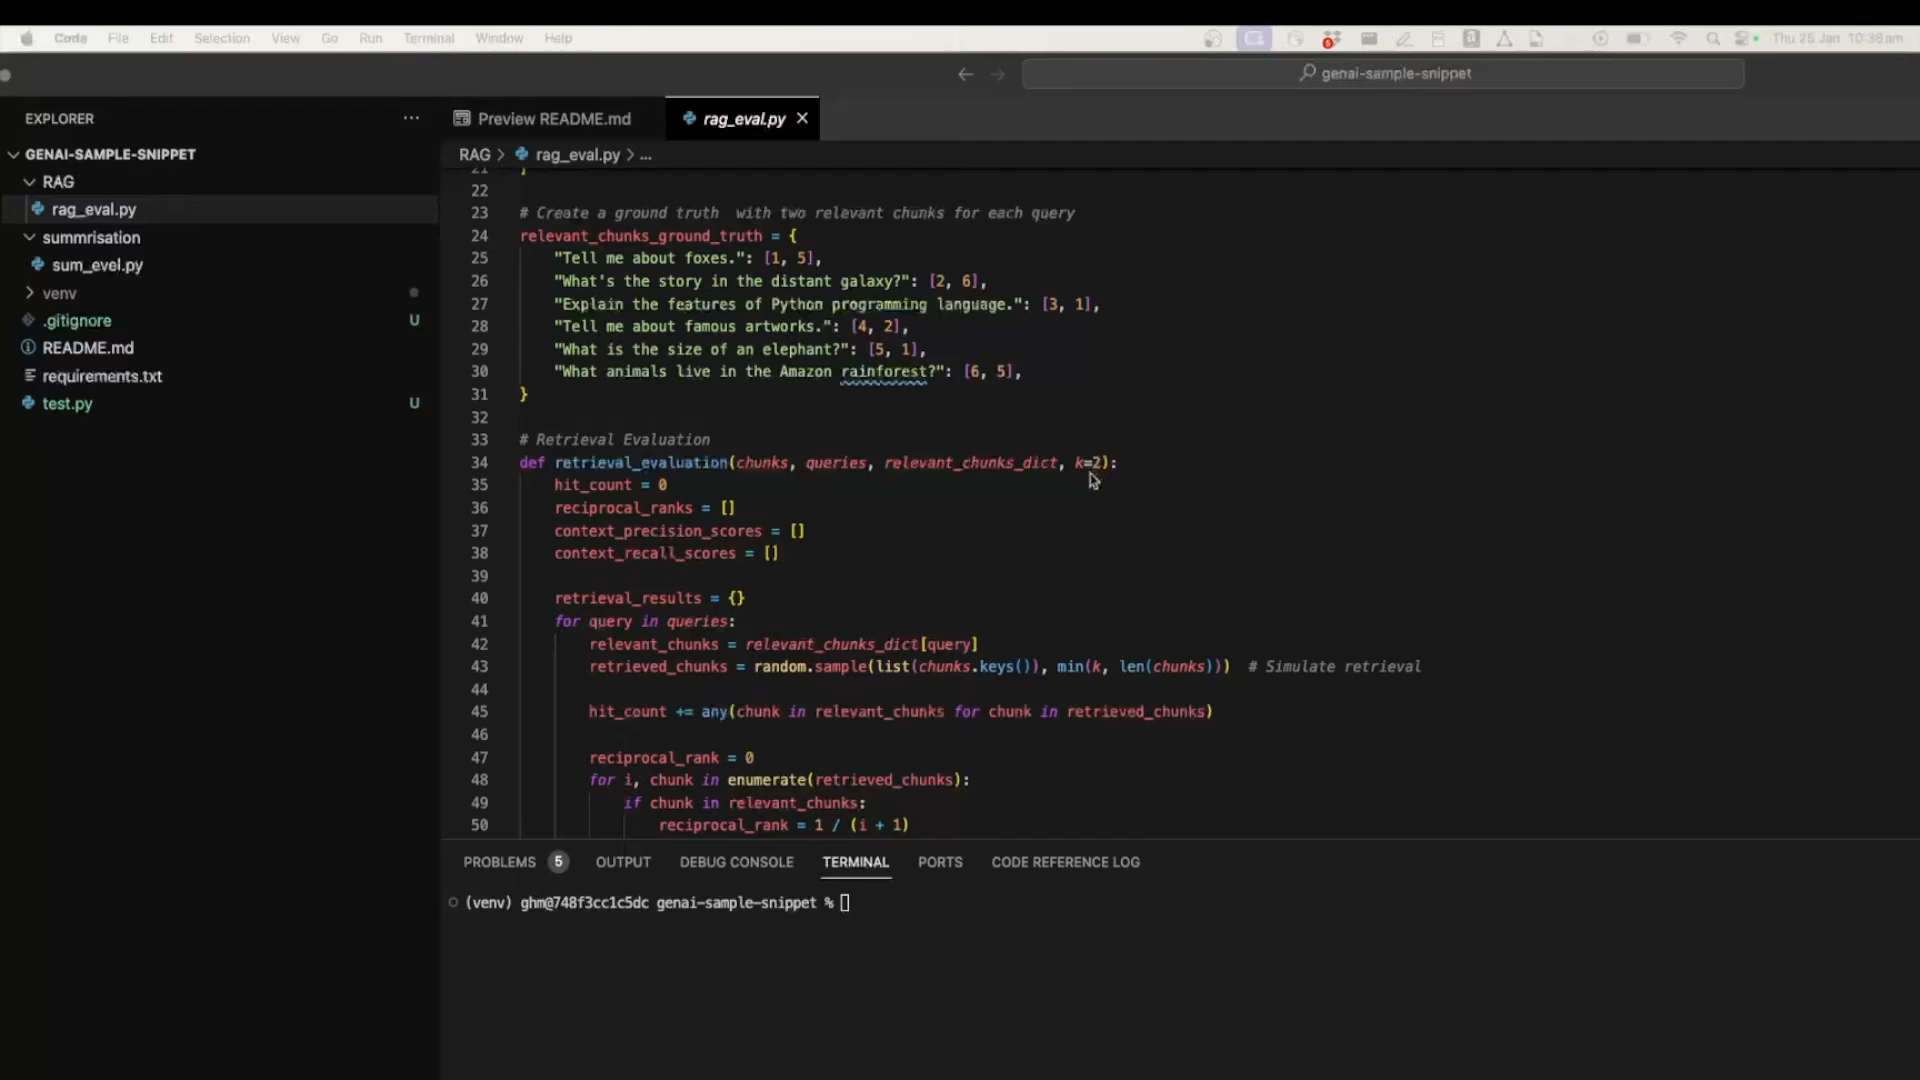 Code File Edit Selection View Go Run Terminal Window Help
Thu 25 Jan 10:38 am
genai-sample-snippet
EXPLORER
Preview README.md
rag_eval.py
GENAI-SAMPLE-SNIPPET
RAG > rag_eval.py > ...
RAG
rag_eval.py
summrisation
sum_evel.py
venv
.gitignore U
README.md
requirements.txt
test.py U
21 ]
22
23 # Create a ground truth  with two relevant chunks for each query
24 relevant_chunks_ground_truth = {
25     "Tell me about foxes.": [1, 5],
26     "What's the story in the distant galaxy?": [2, 6],
27     "Explain the features of Python programming language.": [3, 1],
28     "Tell me about famous artworks.": [4, 2],
29     "What is the size of an elephant?": [5, 1],
30     "What animals live in the Amazon rainforest?": [6, 5],
31 }
32
33 # Retrieval Evaluation
34 def retrieval_evaluation(chunks, queries, relevant_chunks_dict, k=2):
35     hit_count = 0
36     reciprocal_ranks = []
37     context_precision_scores = []
38     context_recall_scores = []
39
40     retrieval_results = {}
41     for query in queries:
42         relevant_chunks = relevant_chunks_dict[query]
43         retrieved_chunks = random.sample(list(chunks.keys()), min(k, len(chunks)))  # Simulate retrieval
44
45         hit_count += any(chunk in relevant_chunks for chunk in retrieved_chunks)
46
47         reciprocal_rank = 0
48         for i, chunk in enumerate(retrieved_chunks):
49             if chunk in relevant_chunks:
50                 reciprocal_rank = 1 / (i + 1)
PROBLEMS 5 OUTPUT DEBUG CONSOLE TERMINAL PORTS CODE REFERENCE LOG
(venv) ghm@748f3cc1c5dc genai-sample-snippet %